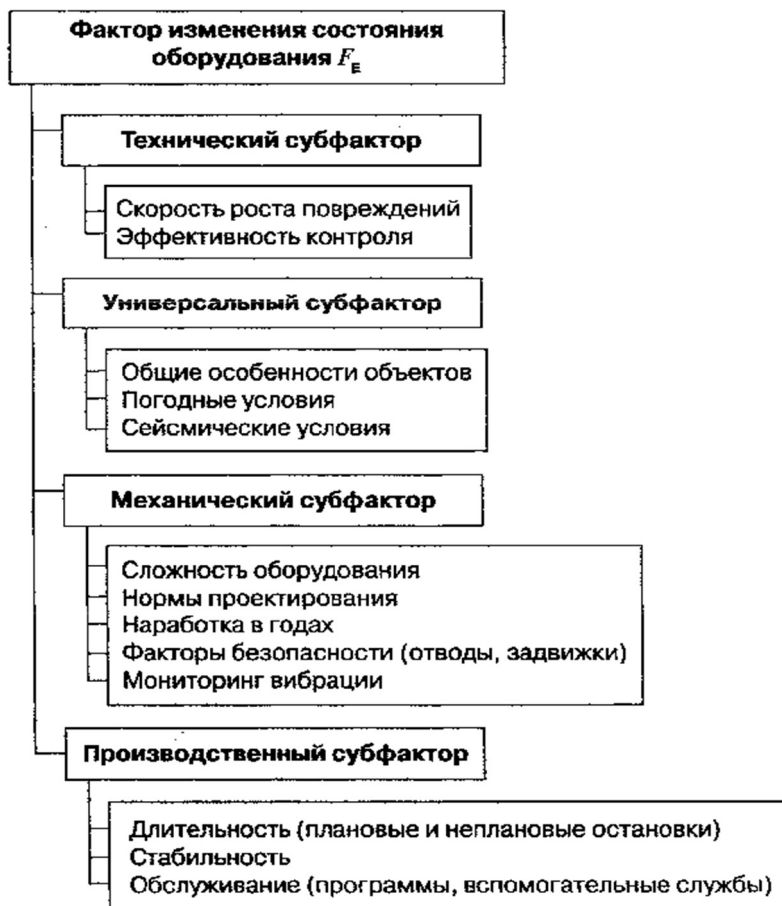 Фактор изменения состояния
оборудования F_E
Технический субфактор
Скорость роста повреждений
Эффективность контроля
Универсальный субфактор
Общие особенности объектов
Погодные условия
Сейсмические условия
Механический субфактор
Сложность оборудования
Нормы проектирования
Наработка в годах
Факторы безопасности (отводы, задвижки)
Мониторинг вибрации
Производственный субфактор
Длительность (плановые и неплановые остановки)
Стабильность
Обслуживание (программы, вспомогательные службы)